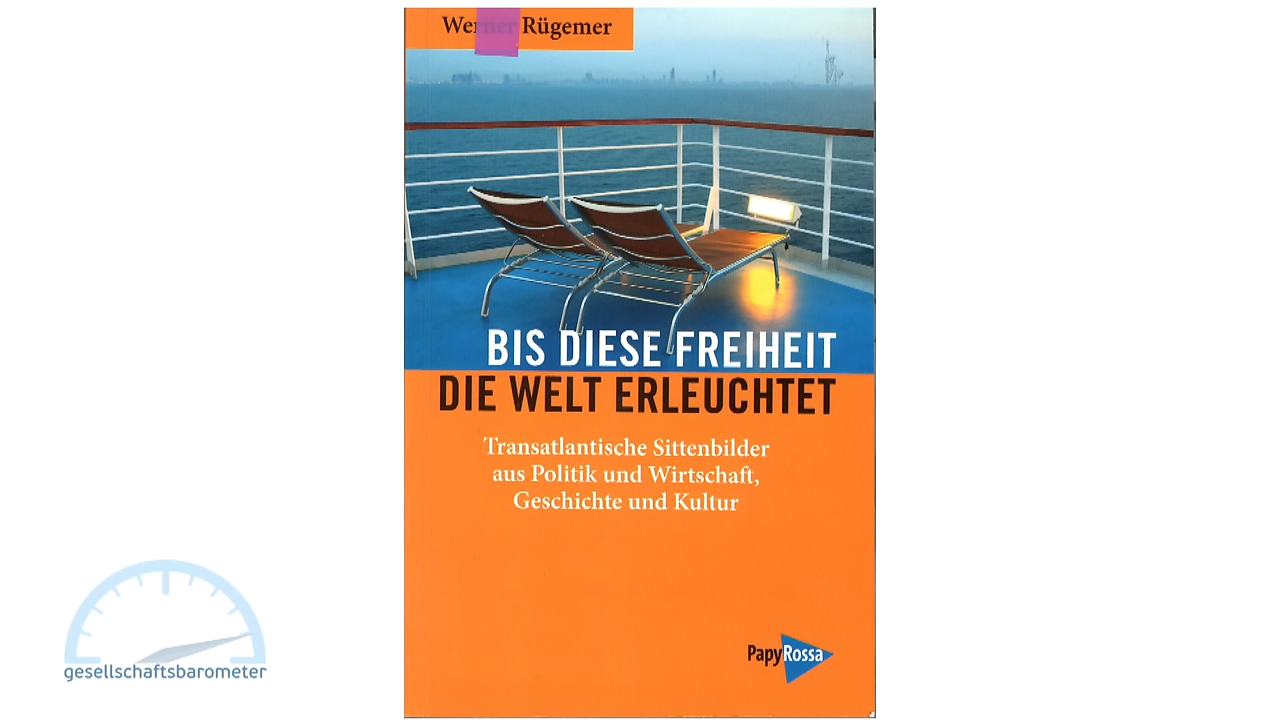 Werner Rügemer
BIS DIESE FREIHEIT
DIE WELT ERLEUCHTET
Transatlantische Sittenbilder
aus Politik und Wirtschaft,
Geschichte und Kultur
PapyRossa
gesellschaftsbarometer